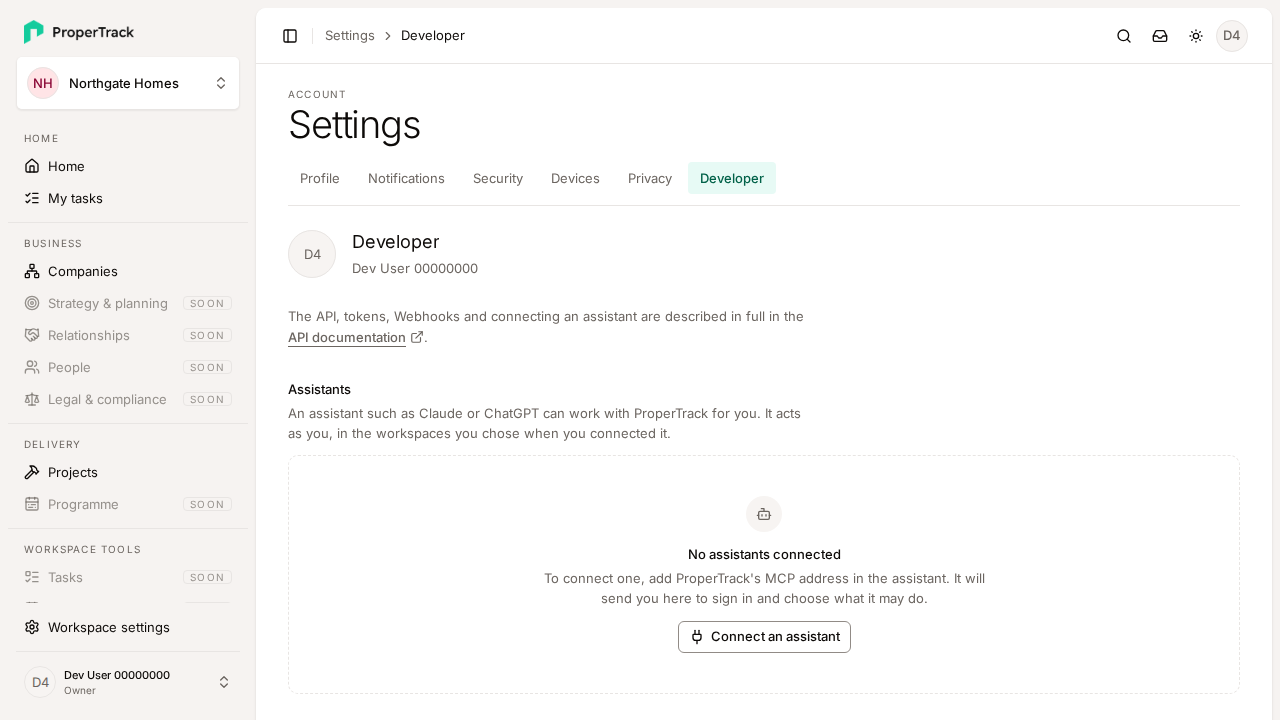 ProperTrack
NH
Northgate Homes
HOME
Home
My tasks
BUSINESS
Companies
Strategy & planning SOON
Relationships SOON
People SOON
Legal & compliance SOON
DELIVERY
Projects
Programme SOON
WORKSPACE TOOLS
Tasks SOON
Workspace settings
D4
Dev User 00000000
Owner
Settings
Developer
D4
ACCOUNT
Settings
Profile
Notifications
Security
Devices
Privacy
Developer
D4
Developer
Dev User 00000000
The API, tokens, Webhooks and connecting an assistant are described in full in the
API documentation .
Assistants
An assistant such as Claude or ChatGPT can work with ProperTrack for you. It acts
as you, in the workspaces you chose when you connected it.
No assistants connected
To connect one, add ProperTrack's MCP address in the assistant. It will
send you here to sign in and choose what it may do.
Connect an assistant